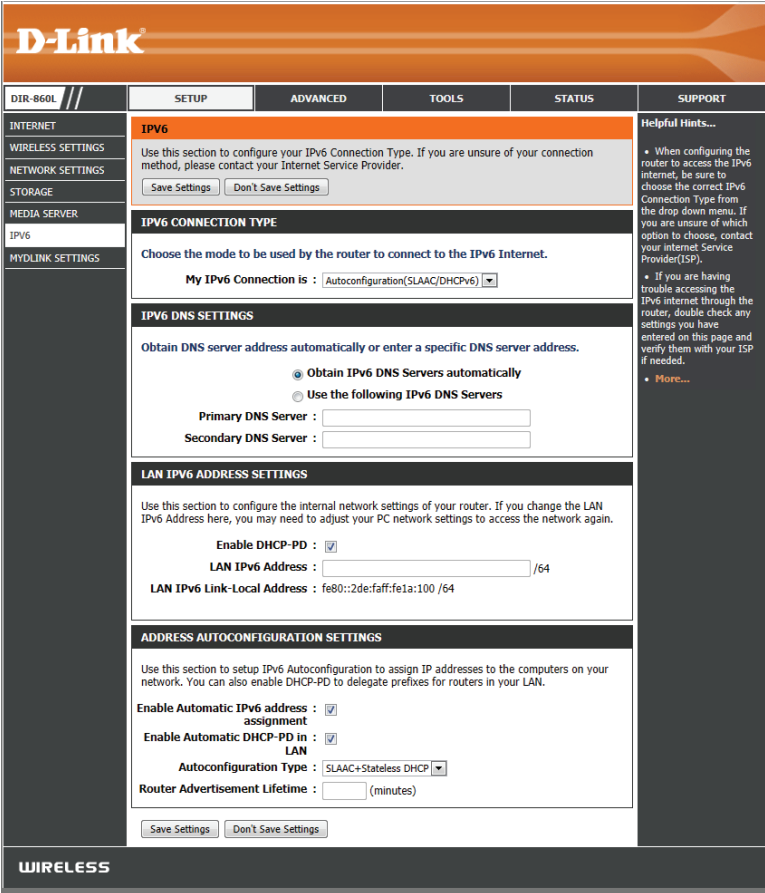 D-Link
DIR-860L
SETUP
ADVANCED
TOOLS
STATUS
SUPPORT
INTERNET
WIRELESS SETTINGS
NETWORK SETTINGS
STORAGE
MEDIA SERVER
IPV6
MYDLINK SETTINGS
IPV6
Use this section to configure your IPv6 Connection Type. If you are unsure of your connection
method, please contact your Internet Service Provider.
Save Settings Don't Save Settings
IPV6 CONNECTION TYPE
Choose the mode to be used by the router to connect to the IPv6 Internet.
My IPv6 Connection is : Autoconfiguration(SLAAC/DHCPv6)
IPV6 DNS SETTINGS
Obtain DNS server address automatically or enter a specific DNS server address.
Obtain IPv6 DNS Servers automatically
Use the following IPv6 DNS Servers
Primary DNS Server :
Secondary DNS Server :
LAN IPV6 ADDRESS SETTINGS
Use this section to configure the internal network settings of your router. If you change the LAN
IPv6 Address here, you may need to adjust your PC network settings to access the network again.
Enable DHCP-PD :
LAN IPv6 Address : /64
LAN IPv6 Link-Local Address : fe80::2de:faff:fe1a:100 /64
ADDRESS AUTOCONFIGURATION SETTINGS
Use this section to setup IPv6 Autoconfiguration to assign IP addresses to the computers on your
network. You can also enable DHCP-PD to delegate prefixes for routers in your LAN.
Enable Automatic IPv6 address :
assignment
Enable Automatic DHCP-PD in :
LAN
Autoconfiguration Type : SLAAC+Stateless DHCP
Router Advertisement Lifetime : (minutes)
Save Settings Don't Save Settings
Helpful Hints...
• When configuring the
router to access the IPv6
internet, be sure to
choose the correct IPv6
Connection Type from
the drop down menu. If
you are unsure of which
option to choose, contact
your internet Service
Provider(ISP).
• If you are having
trouble accessing the
IPv6 internet through the
router, double check any
settings you have
entered on this page and
verify them with your ISP
if needed.
• More...
WIRELESS